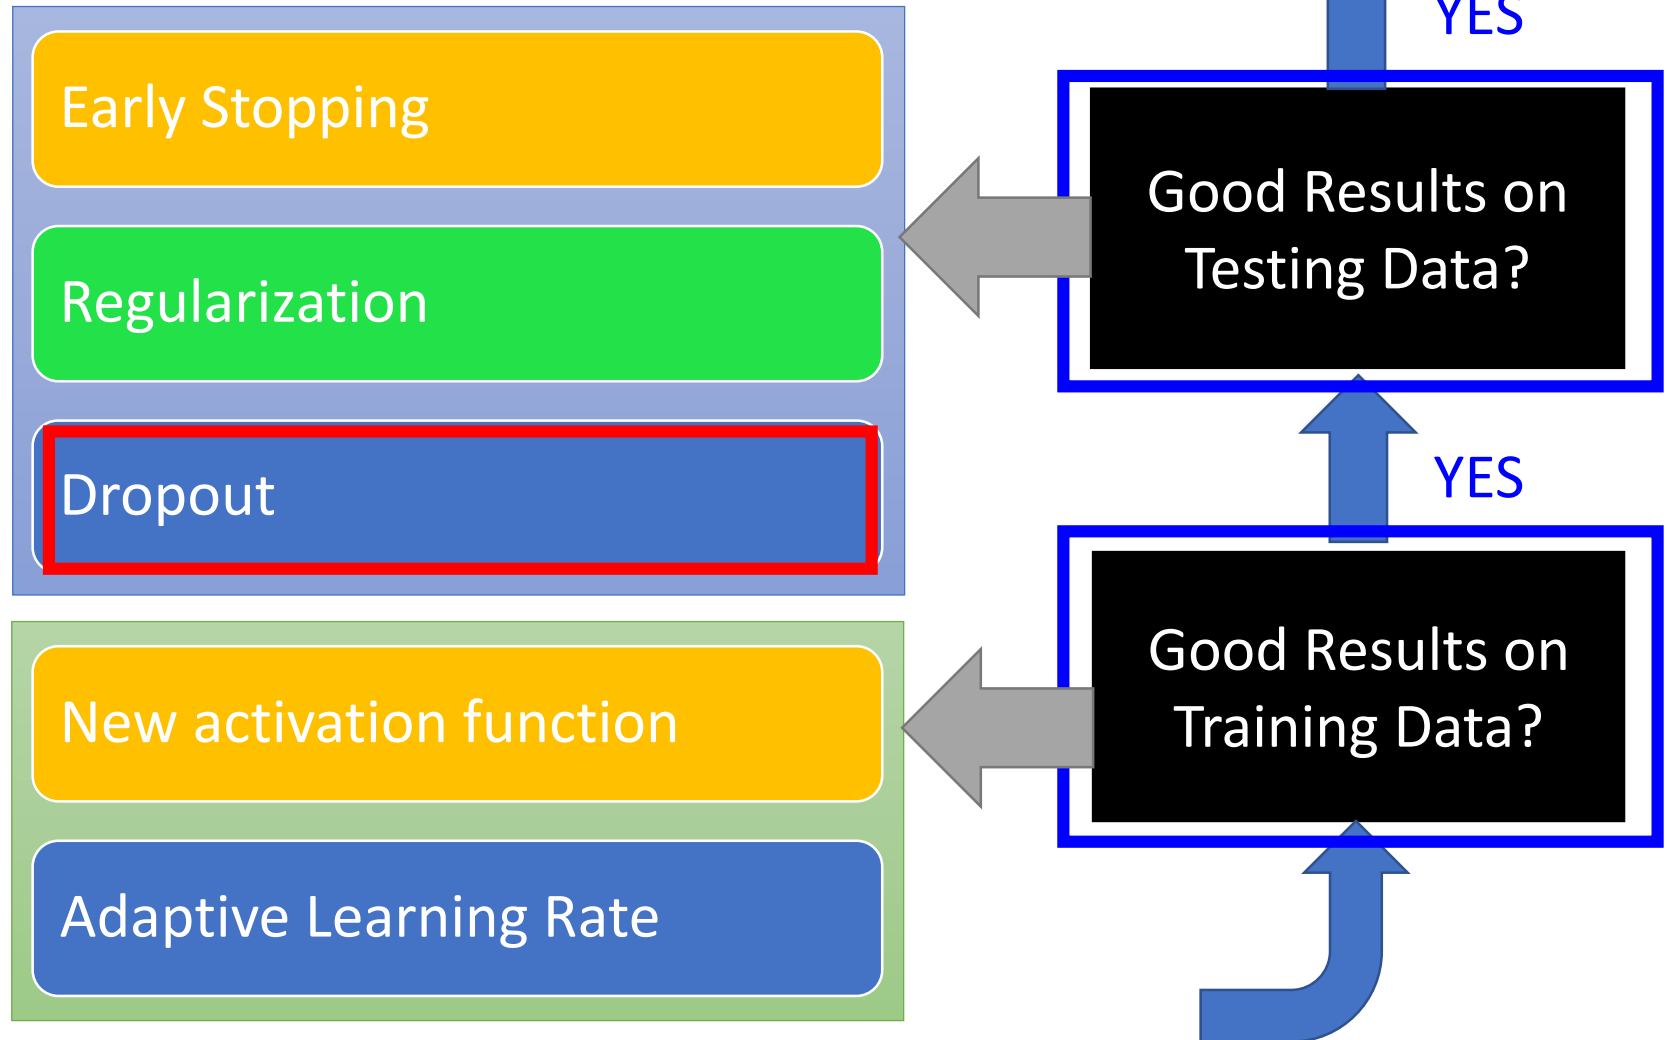 YES
Early Stopping
Good Results on
Testing Data?
Regularization
Dropout
YES
Good Results on
Training Data?
New activation function
Adaptive Learning Rate